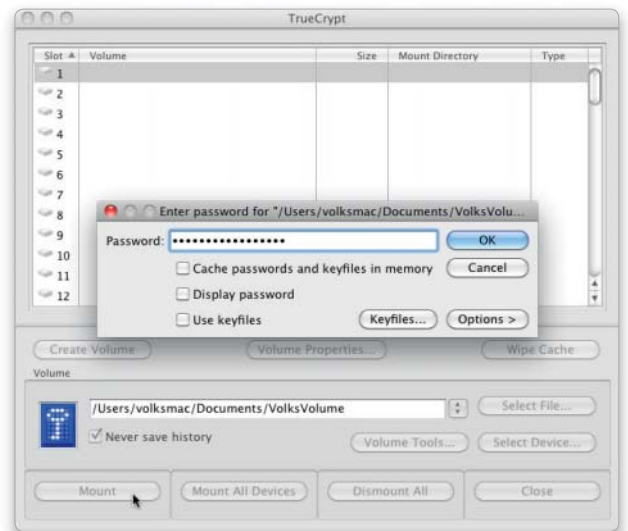 TrueCrypt
Slot Volume Size Mount Directory Type
1
2
3
4
5
6
7
8
9
10
11
12
Enter password for "/Users/volksmac/Documents/VolksVolu...
Password: •••••••••••••••••
OK
Cache passwords and keyfiles in memory
Cancel
Display password
Use keyfiles
Keyfiles...
Options >
Create Volume
Volume Properties...
Wipe Cache
Volume
/Users/volksmac/Documents/VolksVolume
Select File...
Never save history
Volume Tools...
Select Device...
Mount
Mount All Devices
Dismount All
Close